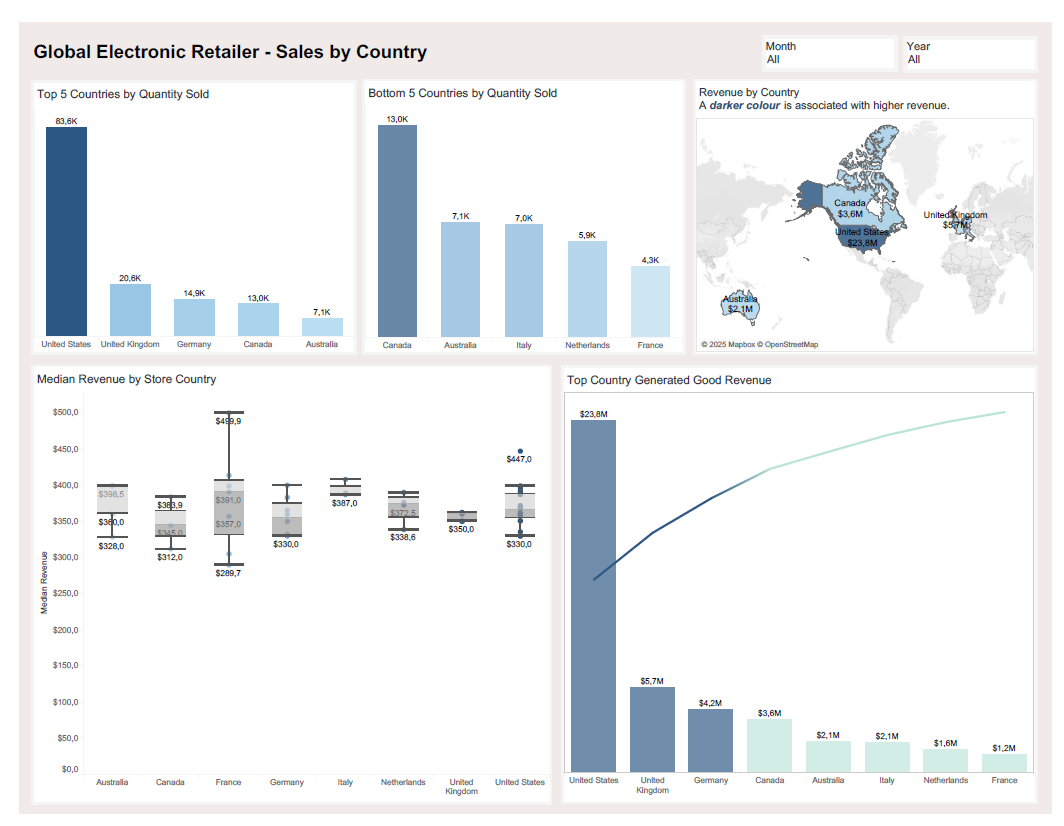 Global Electronic Retailer - Sales by Country
Month
All
Year
All
Top 5 Countries by Quantity Sold
83,6K
20,6K
14,9K
13,0K
7,1K
United States
United Kingdom
Germany
Canada
Australia
Bottom 5 Countries by Quantity Sold
13,0K
7,1K
7,0K
5,9K
4,3K
Canada
Australia
Italy
Netherlands
France
Revenue by Country
A darker colour is associated with higher revenue.
Canada
$3,6M
United Kingdom
$5,7M
United States
$23,8M
Australia
$2,1M
© 2025 Mapbox © OpenStreetMap
Median Revenue by Store Country
Median Revenue
$500,0
$450,0
$400,0
$350,0
$300,0
$250,0
$200,0
$150,0
$100,0
$50,0
$0,0
$398,5
$360,0
$328,0
$383,9
$345,0
$312,0
$499,9
$391,0
$357,0
$289,7
$330,0
$387,0
$372,5
$338,6
$350,0
$447,0
$330,0
Australia
Canada
France
Germany
Italy
Netherlands
United
Kingdom
United States
Top Country Generated Good Revenue
$23,8M
$5,7M
$4,2M
$3,6M
$2,1M
$2,1M
$1,6M
$1,2M
United States
United
Kingdom
Germany
Canada
Australia
Italy
Netherlands
France